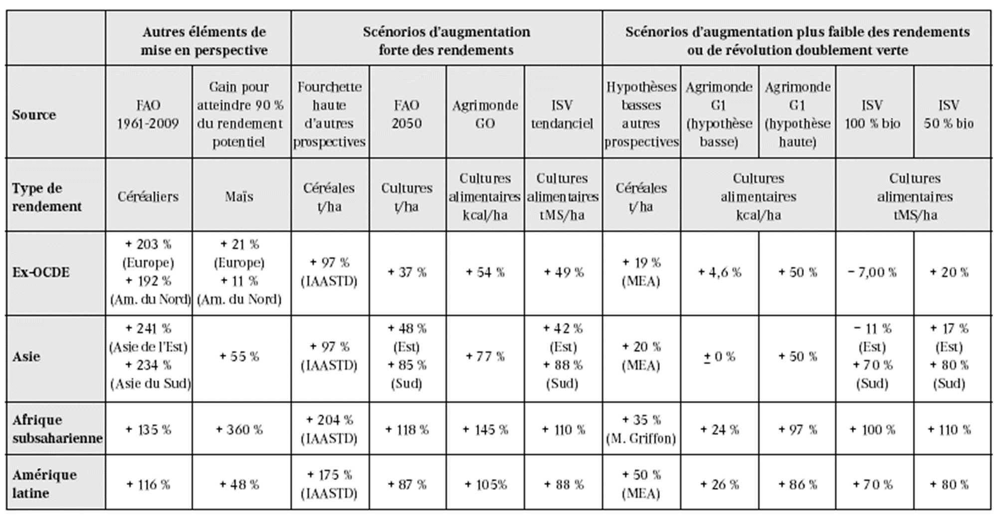 Autres éléments de
mise en perspective
Scénorios d'augmentation
forte des rendements
Scénorios d'augmentation plus faible des rendements
ou de révolution doublement verte
Source
FAO
1961-2009
Gain pour
atteindre 90 %
du rendement
potentiel
Fourchette
haute
d'autres
prospectives
FAO
2050
Agrimonde
GO
ISV
tendanciel
Hypothèses
basses
autres
prospectives
Agrimonde
G1
(hypothèse
basse)
Agrimonde
G1
(hypothèse
haute)
ISV
100 % bio
ISV
50 % bio
Type de
rendement
Céréaliers
Maïs
Céréales
t/ha
Cultures
t/ha
Cultures
alimentaires
kcal/ha
Cultures
alimentaires
tMS/ha
Céréales
t/ha
Cultures
alimentaires
kcal/ha
Cultures
alimentaires
tMS/ha
Ex-OCDE
+ 203 %
(Europe)
+ 192 %
(Am. du Nord)
+ 21 %
(Europe)
+ 11 %
(Am. du Nord)
+ 97 %
(IAASTD)
+ 37 %
+ 54 %
+ 49 %
+ 19 %
(MEA)
+ 4,6 %
+ 50 %
− 7,00 %
+ 20 %
Asie
+ 241 %
(Asie de l'Est)
+ 234 %
(Asie du Sud)
+ 55 %
+ 97 %
(IAASTD)
+ 48 %
(Est)
+ 85 %
(Sud)
+ 77 %
+ 42 %
(Est)
+ 88 %
(Sud)
+ 20 %
(MEA)
± 0 %
+ 50 %
− 11 %
(Est)
+ 70 %
(Sud)
+ 17 %
(Est)
+ 80 %
(Sud)
Afrique
subsaharienne
+ 135 %
+ 360 %
+ 204 %
(IAASTD)
+ 118 %
+ 145 %
+ 110 %
+ 35 %
(M. Griffon)
+ 24 %
+ 97 %
+ 100 %
+ 110 %
Amérique
latine
+ 116 %
+ 48 %
+ 175 %
(IAASTD)
+ 87 %
+ 105%
+ 88 %
+ 50 %
(MEA)
+ 26 %
+ 86 %
+ 70 %
+ 80 %